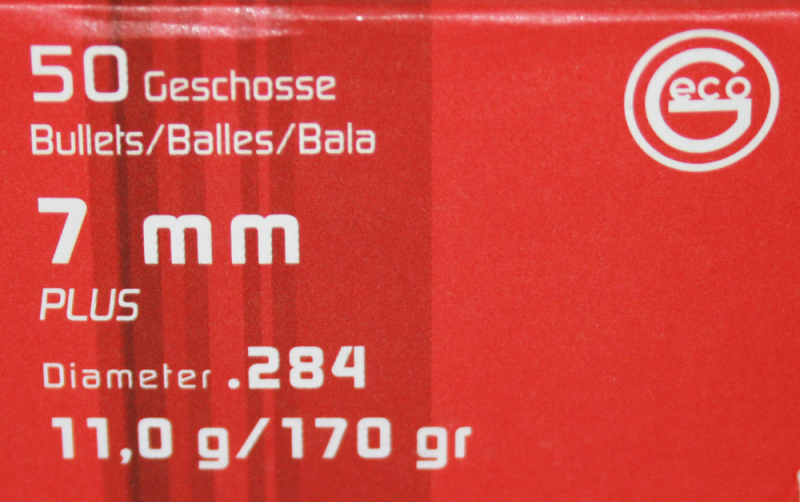 50 Geschosse
Bullets/Balles/Bala
Geco
7 mm
PLUS
Diameter .284
11,0 g/170 gr